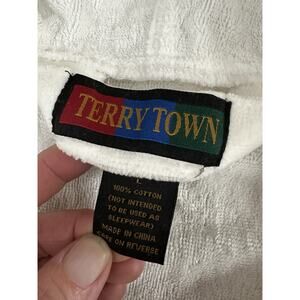 TERRY TOWN
L
100% COTTON
(NOT INTENDED
TO BE USED AS
SLEEPWEAR)
MADE IN CHINA
CARE ON REVERSE